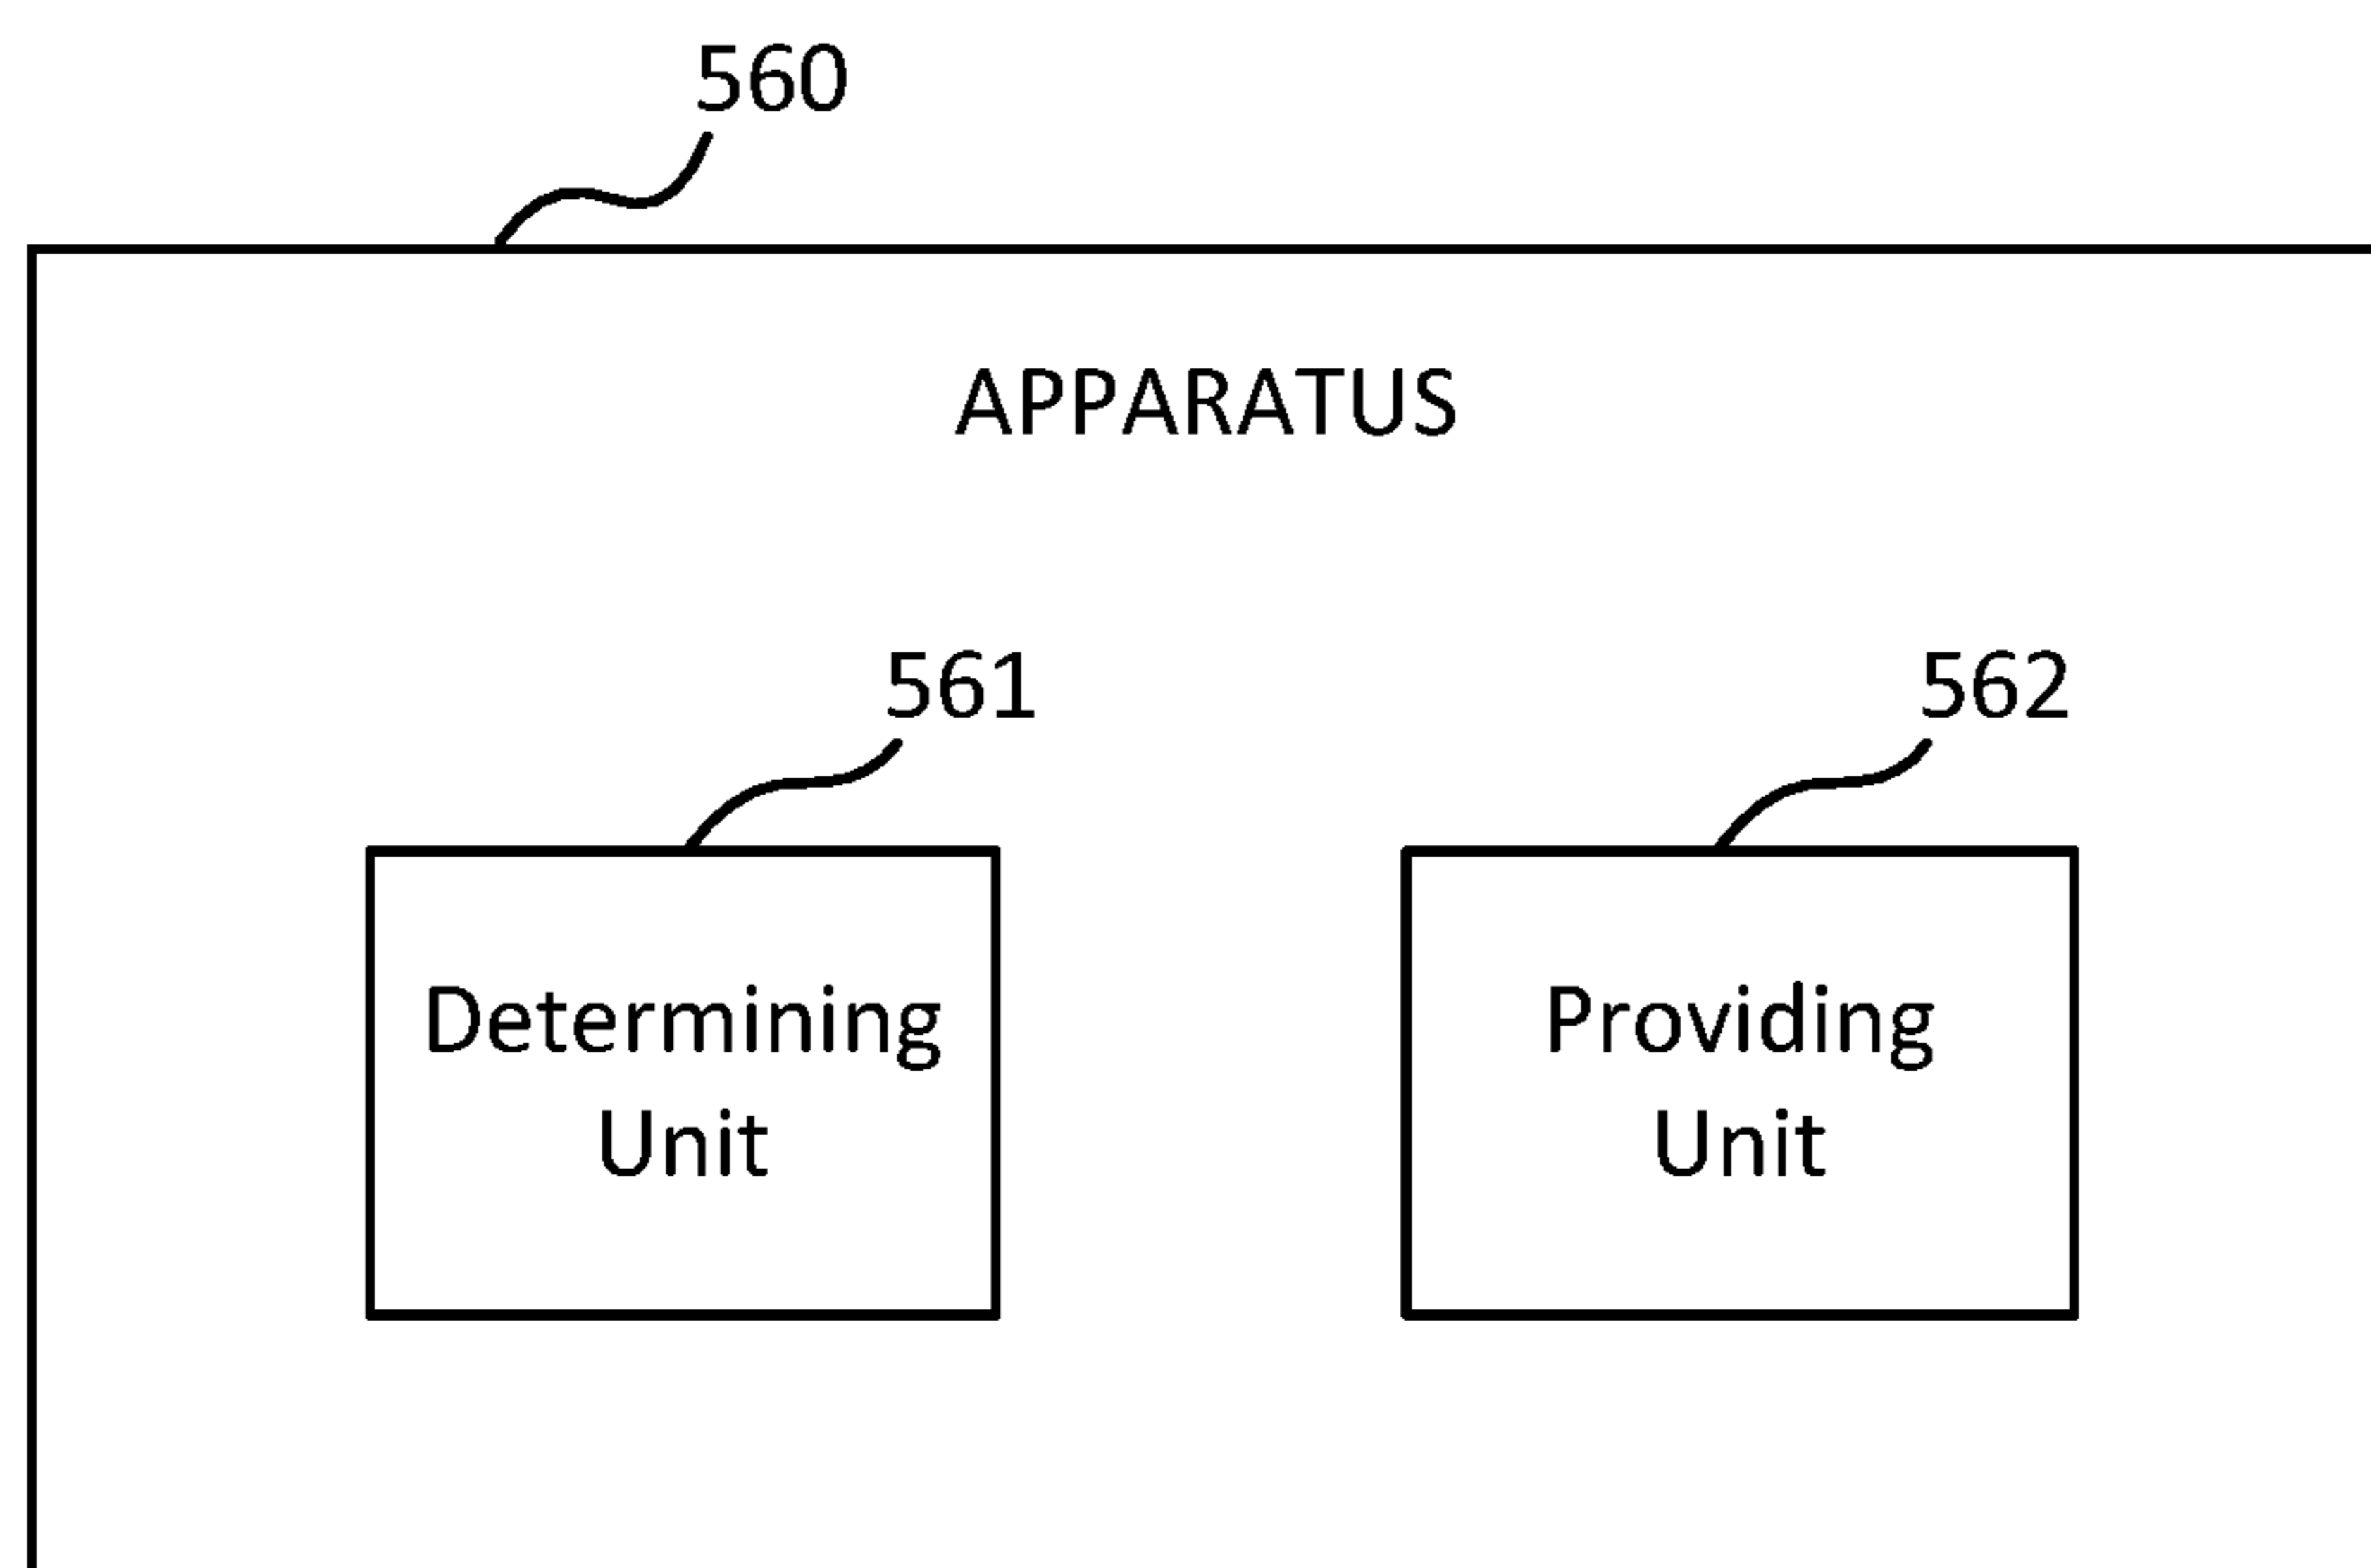 560
APPARATUS
561
562
Determining
Unit
Providing
Unit